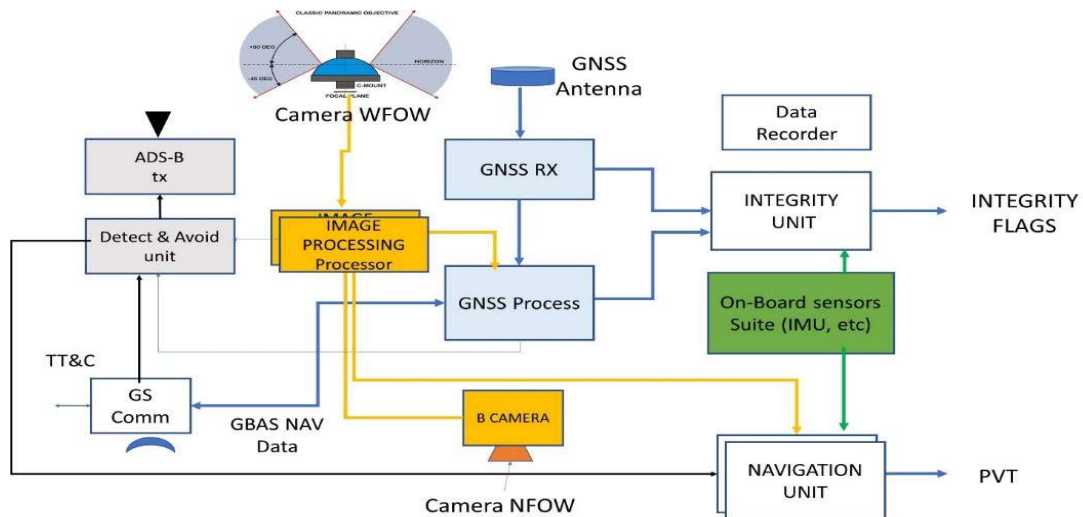 CLASSIC PANORAMIC OBJECTIVE
+60 DEG
HORIZON
-45 DEG
C-MOUNT
FOCAL PLANE
Camera WFOW
GNSS
Antenna
Data
Recorder
ADS-B
tx
GNSS RX
INTEGRITY
UNIT
INTEGRITY
FLAGS
Detect & Avoid
unit
IMAGE
IMAGE
PROCESSING
Processor
GNSS Process
On-Board sensors
Suite (IMU, etc)
TT&C
GS
Comm
GBAS NAV
Data
B CAMERA
Camera NFOW
NAVIGATION
UNIT
PVT